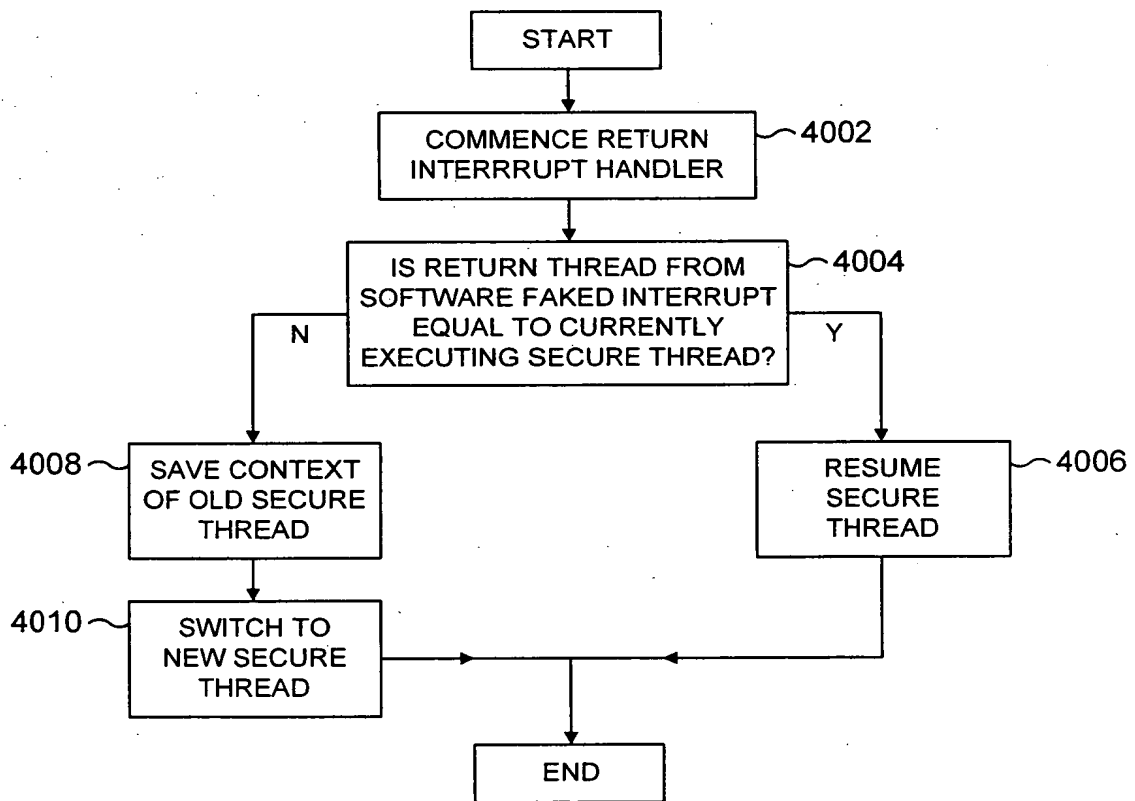 START
COMMENCE RETURN
INTERRRUPT HANDLER
4002
IS RETURN THREAD FROM
SOFTWARE FAKED INTERRUPT
EQUAL TO CURRENTLY
EXECUTING SECURE THREAD?
4004
N
Y
4008
SAVE CONTEXT
OF OLD SECURE
THREAD
RESUME
SECURE
THREAD
4006
4010
SWITCH TO
NEW SECURE
THREAD
END